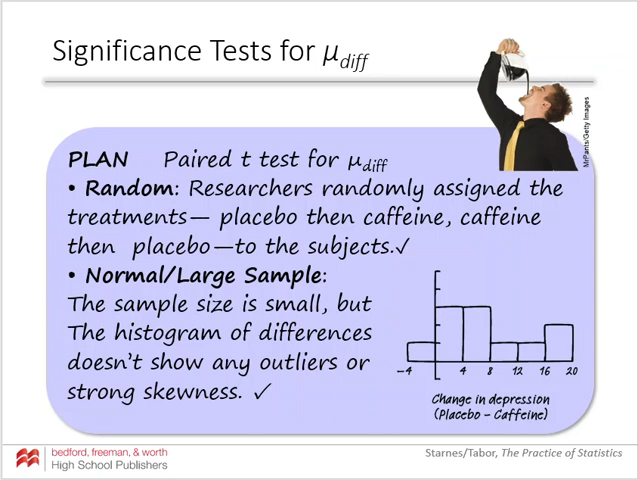 Significance Tests for μdiff
MrPants/Getty Images
PLAN Paired t test for μdiff
• Random: Researchers randomly assigned the
treatments— placebo then caffeine, caffeine
then placebo—to the subjects.✓
• Normal/Large Sample:
The sample size is small, but
The histogram of differences
doesn't show any outliers or
strong skewness. ✓
-4 4 8 12 16 20
Change in depression
(Placebo - Caffeine)
bedford, freeman, & worth
High School Publishers
Starnes/Tabor, The Practice of Statistics